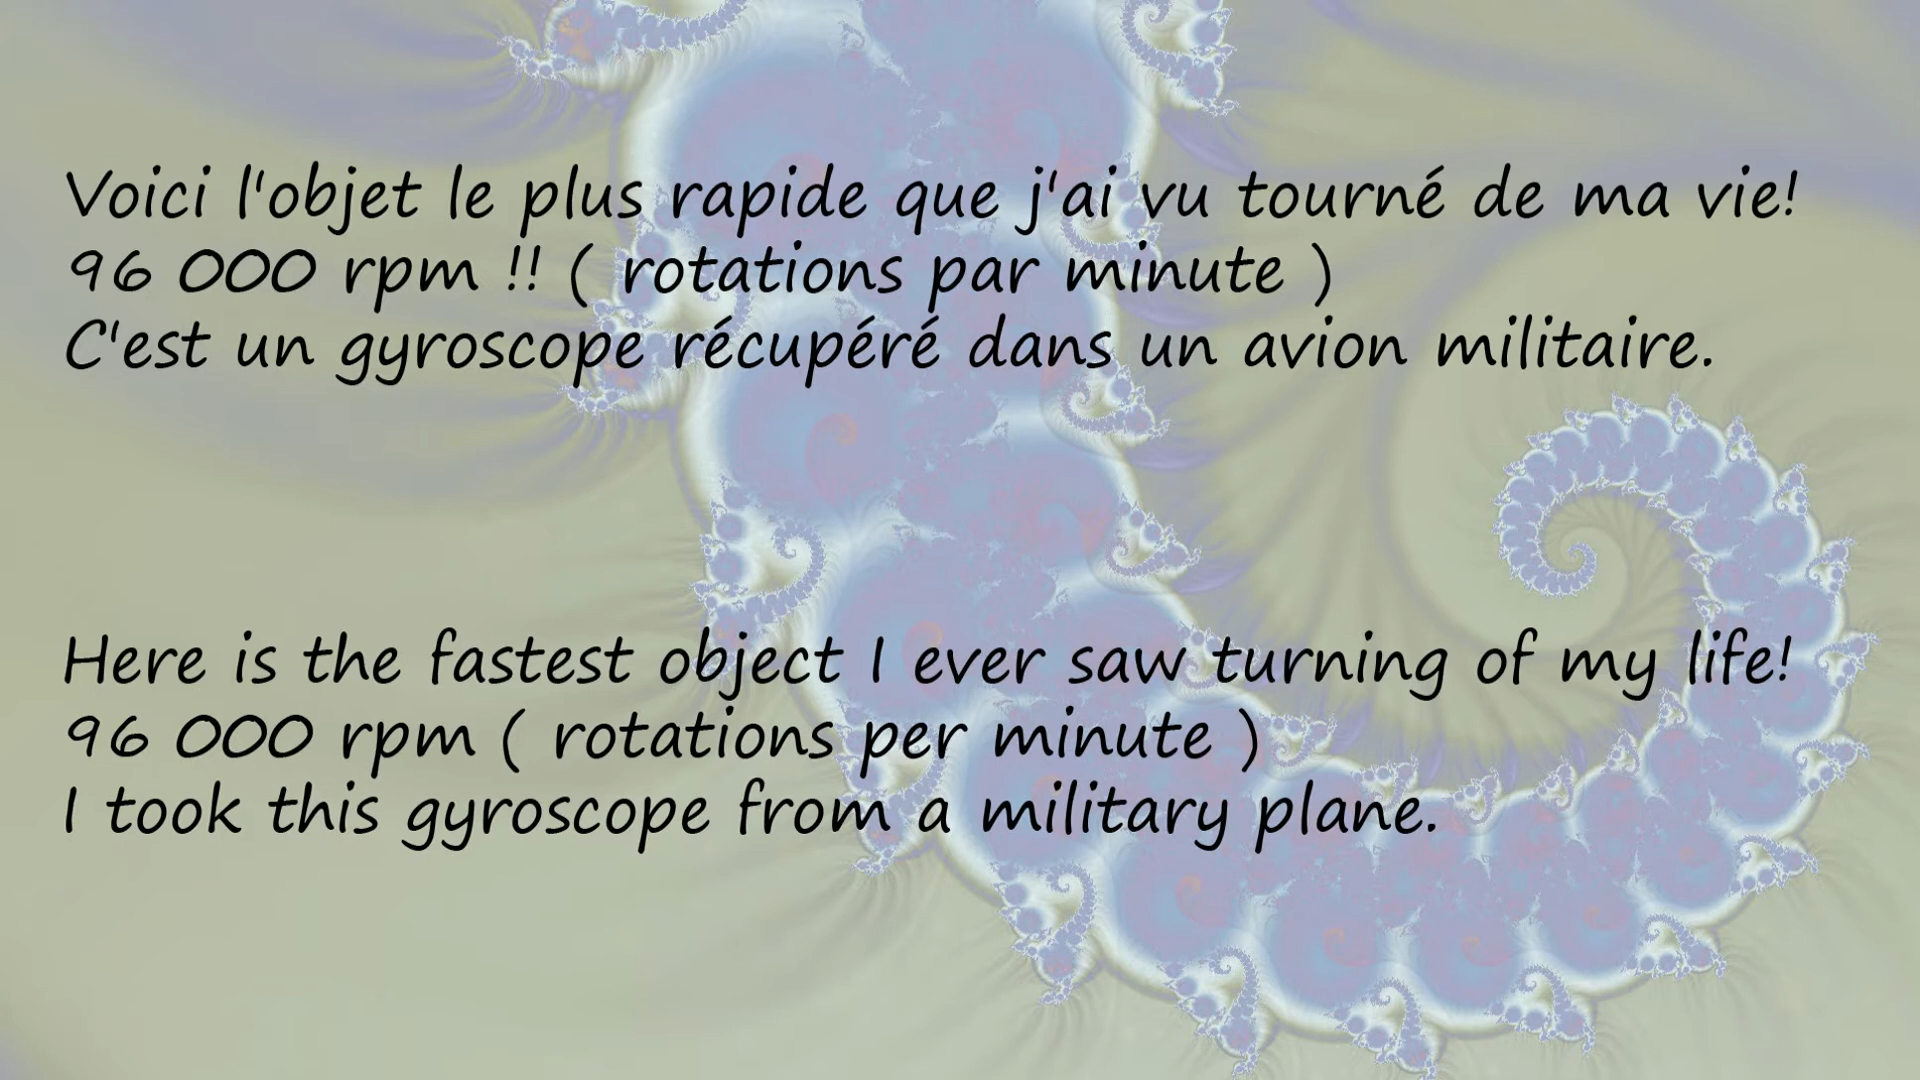 Voici l'objet le plus rapide que j'ai vu tourné de ma vie!
96 000 rpm !! ( rotations par minute )
C'est un gyroscope récupéré dans un avion militaire.
Here is the fastest object I ever saw turning of my life!
96 000 rpm ( rotations per minute )
I took this gyroscope from a military plane.